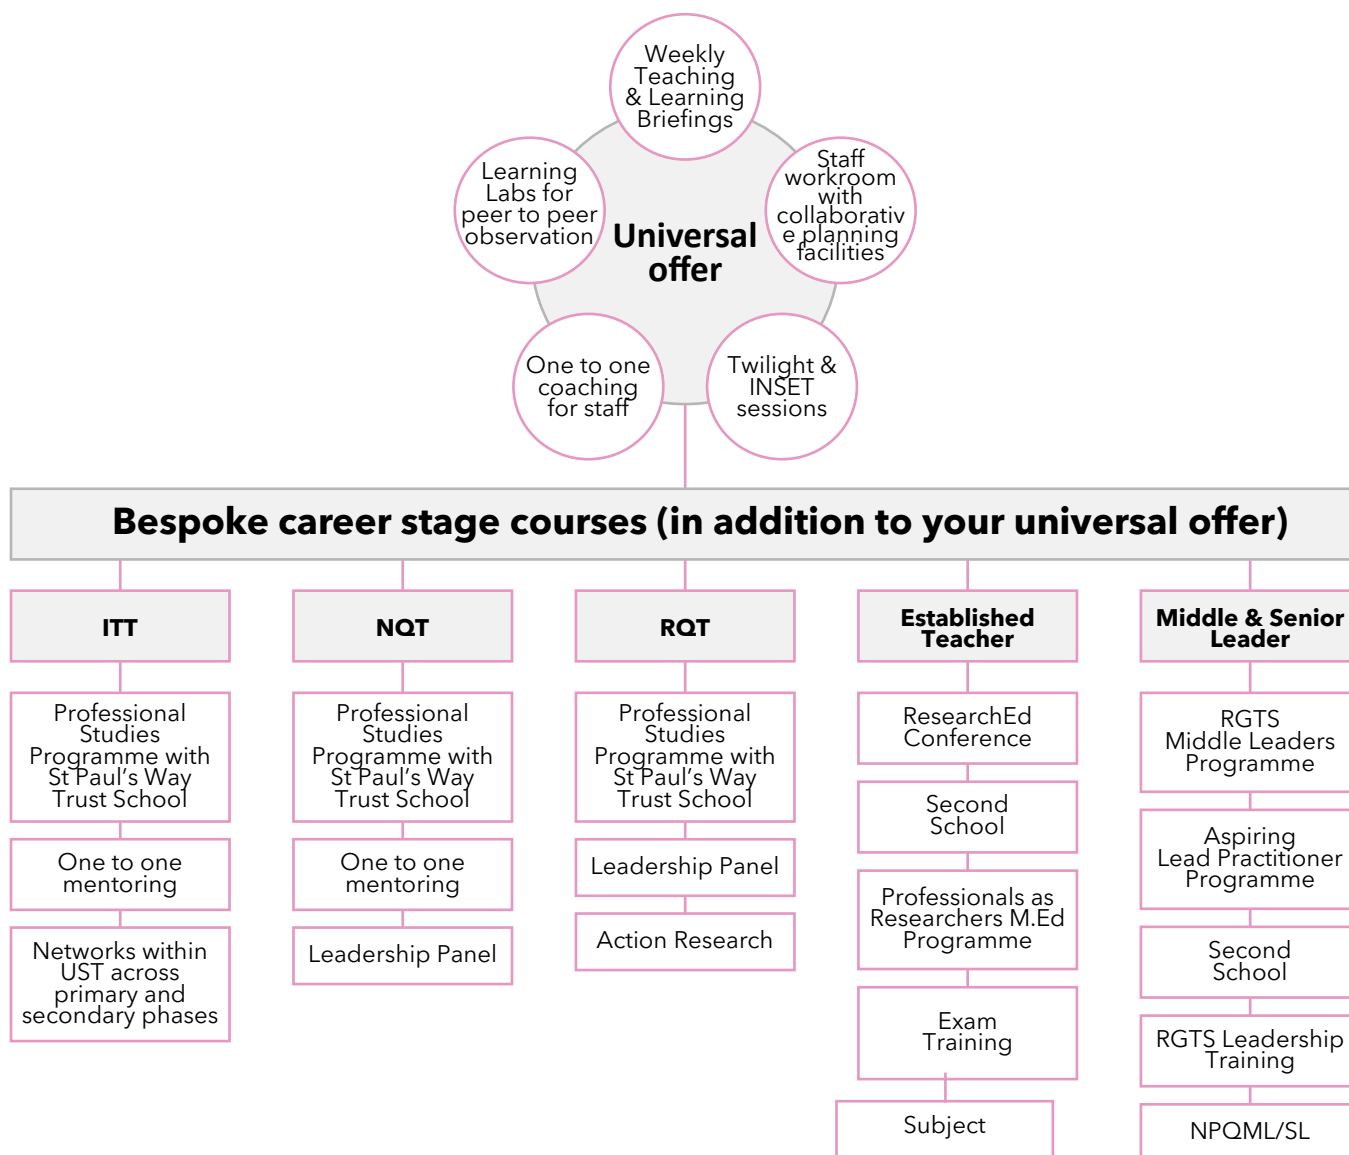 Weekly
Teaching
& Learning
Briefings
Learning
Labs for
peer to peer
observation
Staff
workroom
with
collaborativ
e planning
facilities
Universal
offer
One to one
coaching
for staff
Twilight &
INSET
sessions
Bespoke career stage courses (in addition to your universal offer)
ITT
Professional
Studies
Programme with
St Paul's Way
Trust School
One to one
mentoring
Networks within
UST across
primary and
secondary phases
NQT
Professional
Studies
Programme with
St Paul's Way
Trust School
One to one
mentoring
Leadership Panel
RQT
Professional
Studies
Programme with
St Paul's Way
Trust School
Leadership Panel
Action Research
Established
Teacher
ResearchEd
Conference
Second
School
Professionals as
Researchers M.Ed
Programme
Exam
Training
Subject
Middle & Senior
Leader
RGTS
Middle Leaders
Programme
Aspiring
Lead Practitioner
Programme
Second
School
RGTS Leadership
Training
NPQML/SL